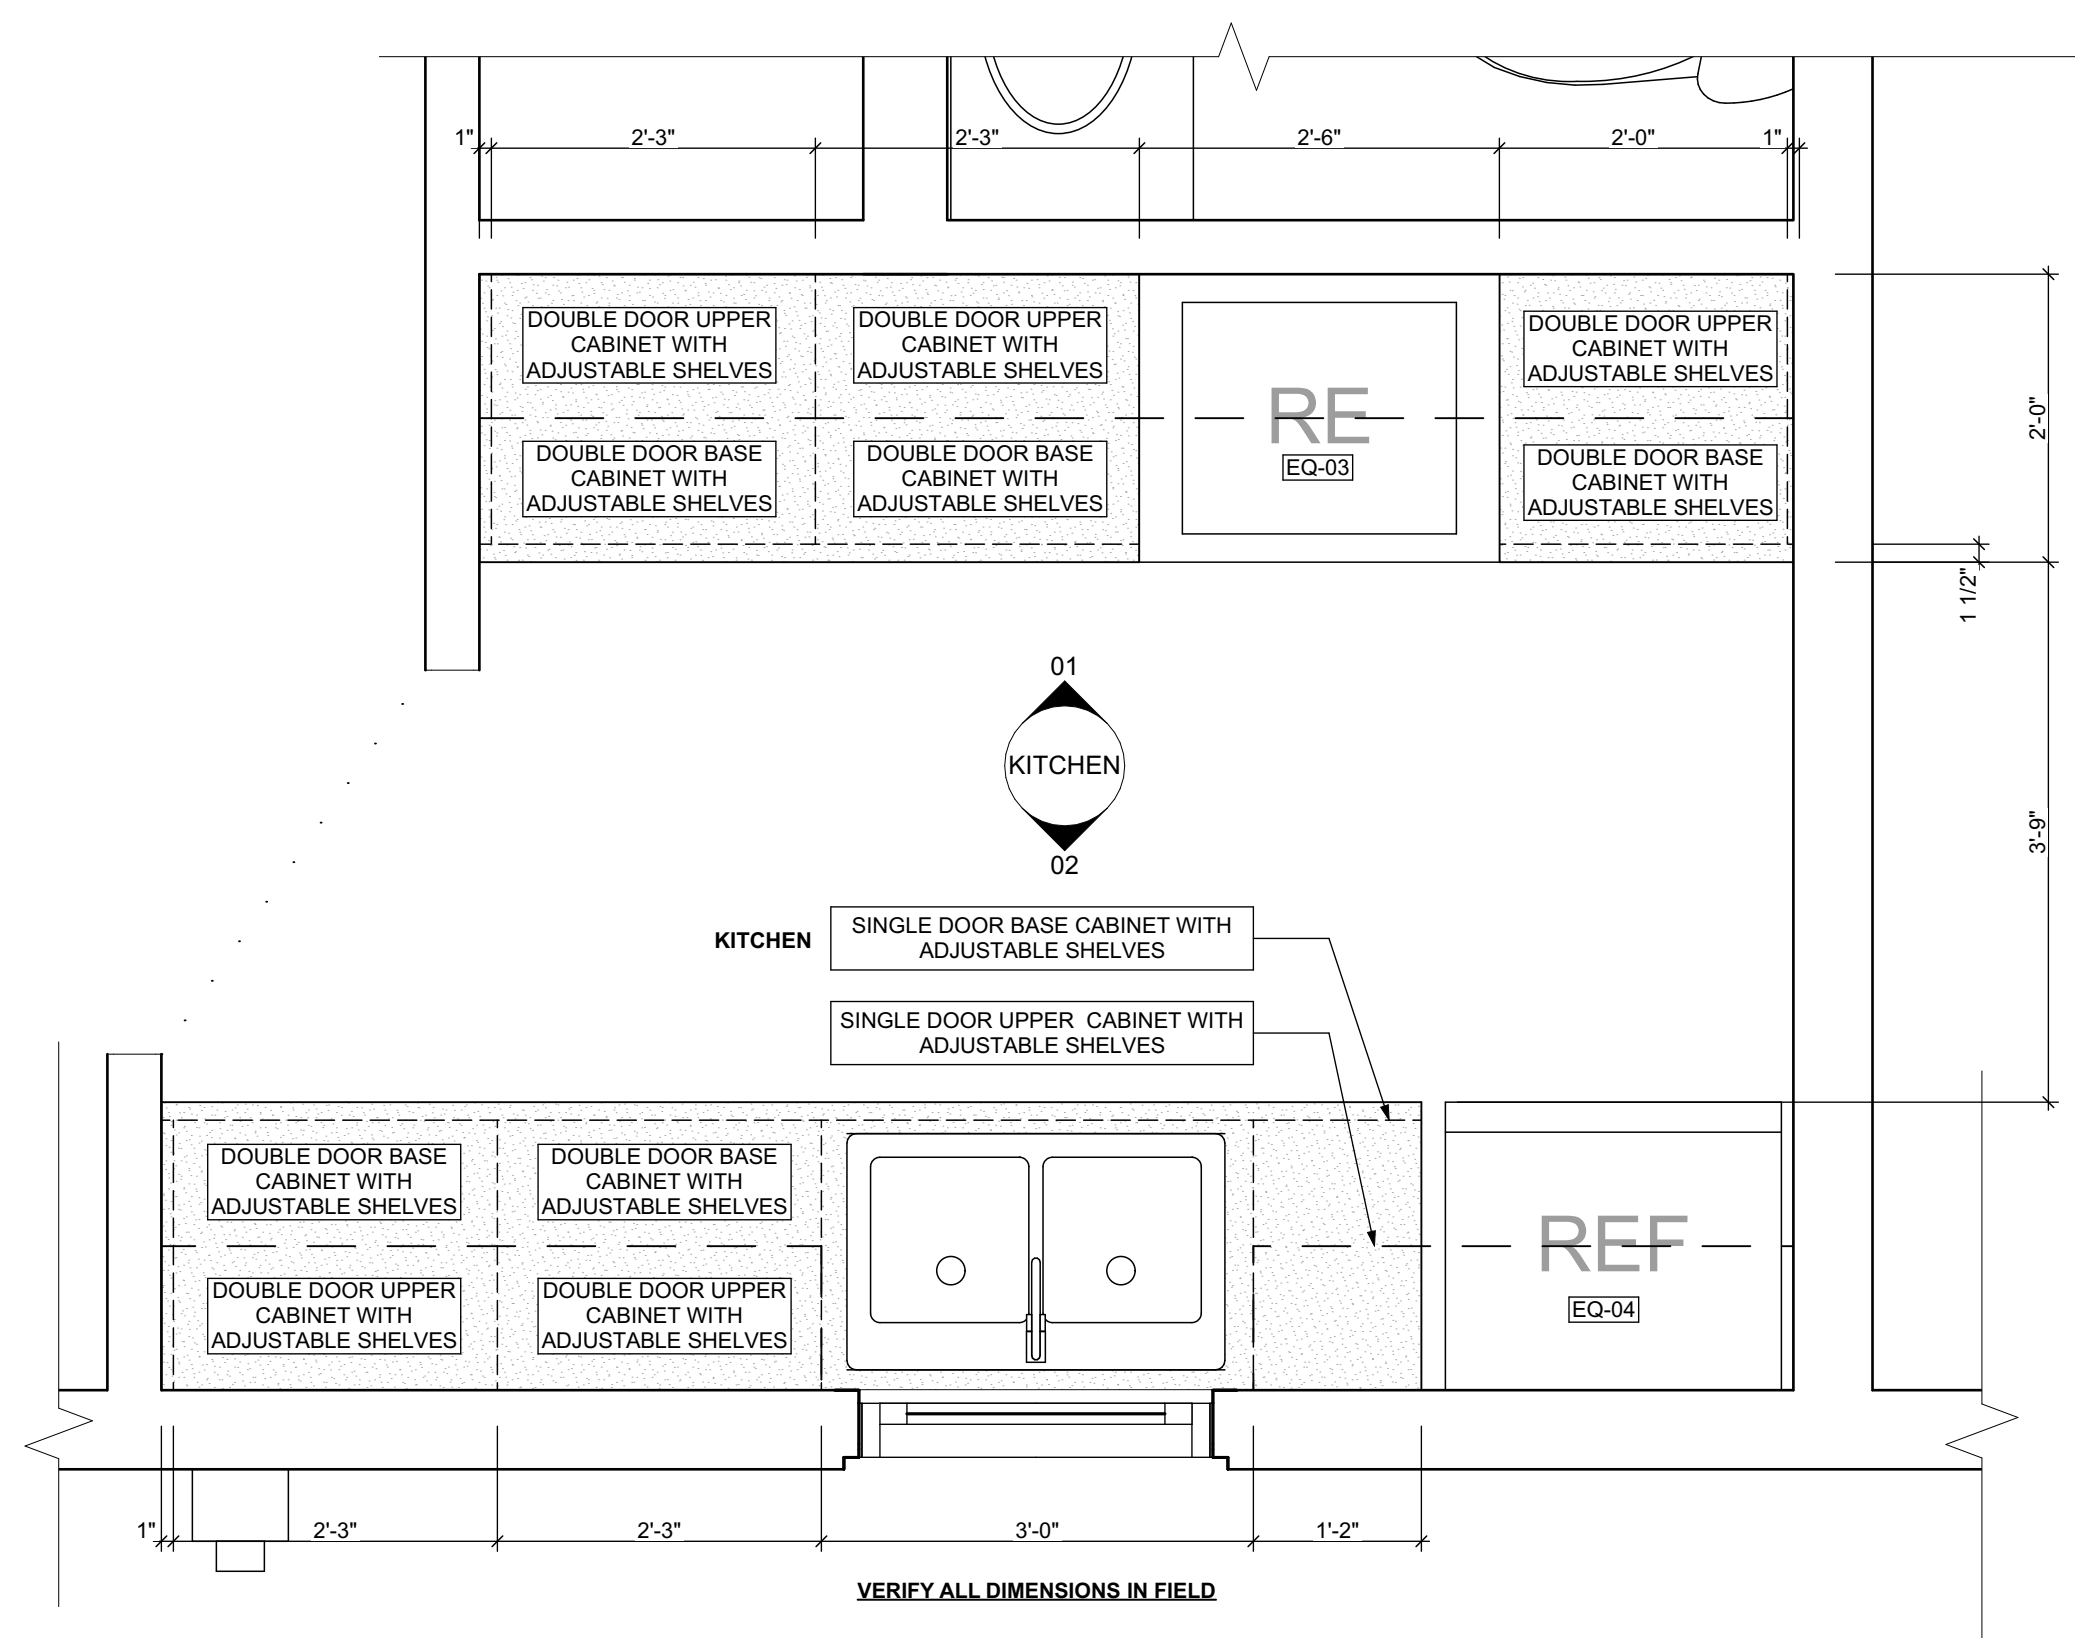 1" 2'-3" 2'-3" 2'-6" 2'-0" 1"
DOUBLE DOOR UPPER
CABINET WITH
ADJUSTABLE SHELVES
DOUBLE DOOR UPPER
CABINET WITH
ADJUSTABLE SHELVES
DOUBLE DOOR UPPER
CABINET WITH
ADJUSTABLE SHELVES
RE
EQ-03
DOUBLE DOOR BASE
CABINET WITH
ADJUSTABLE SHELVES
DOUBLE DOOR BASE
CABINET WITH
ADJUSTABLE SHELVES
DOUBLE DOOR BASE
CABINET WITH
ADJUSTABLE SHELVES
2'-0"
1 1/2"
3'-9"
01
KITCHEN
02
KITCHEN
SINGLE DOOR BASE CABINET WITH
ADJUSTABLE SHELVES
SINGLE DOOR UPPER CABINET WITH
ADJUSTABLE SHELVES
DOUBLE DOOR BASE
CABINET WITH
ADJUSTABLE SHELVES
DOUBLE DOOR BASE
CABINET WITH
ADJUSTABLE SHELVES
REF
EQ-04
DOUBLE DOOR UPPER
CABINET WITH
ADJUSTABLE SHELVES
DOUBLE DOOR UPPER
CABINET WITH
ADJUSTABLE SHELVES
1" 2'-3" 2'-3" 3'-0" 1'-2"
VERIFY ALL DIMENSIONS IN FIELD